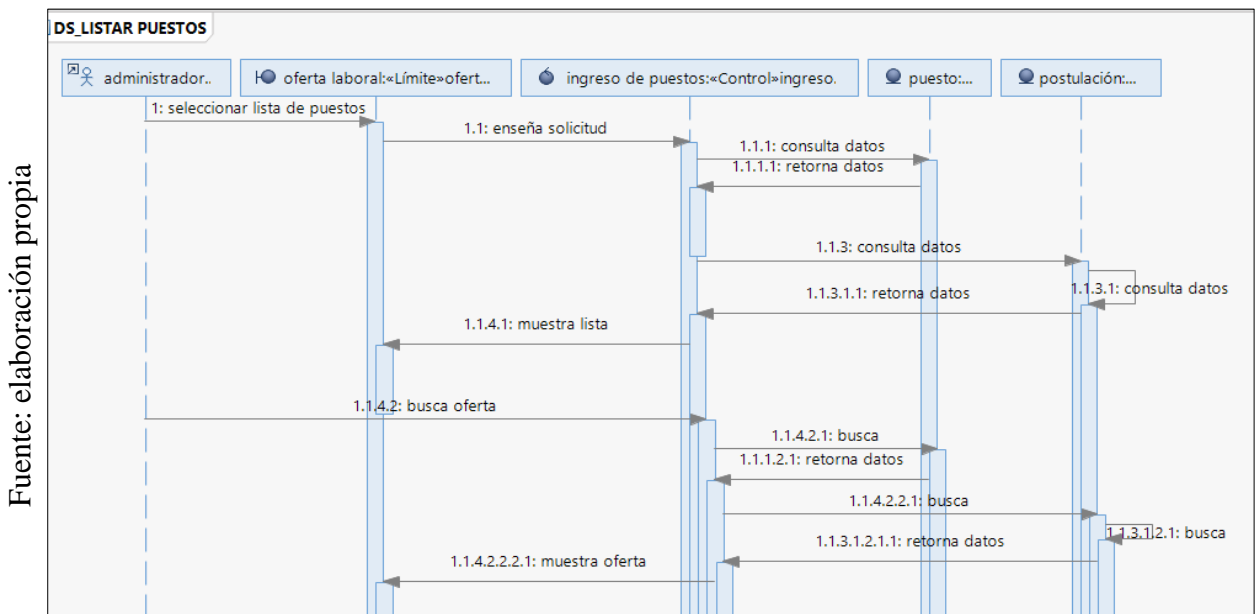 DS_LISTAR PUESTOS
administrador..
oferta laboral:«Límite»ofert...
ingreso de puestos:«Control»ingreso.
puesto:...
postulación:...
1: seleccionar lista de puestos
1.1: enseña solicitud
1.1.1: consulta datos
1.1.1.1: retorna datos
1.1.3: consulta datos
1.1.3.1: consulta datos
1.1.3.1.1: retorna datos
1.1.4.1: muestra lista
1.1.4.2: busca oferta
1.1.4.2.1: busca
1.1.1.2.1: retorna datos
1.1.4.2.2.1: busca
1.1.3.1.2.1: busca
1.1.3.1.2.1.1: retorna datos
1.1.4.2.2.2.1: muestra oferta
Fuente: elaboración propia